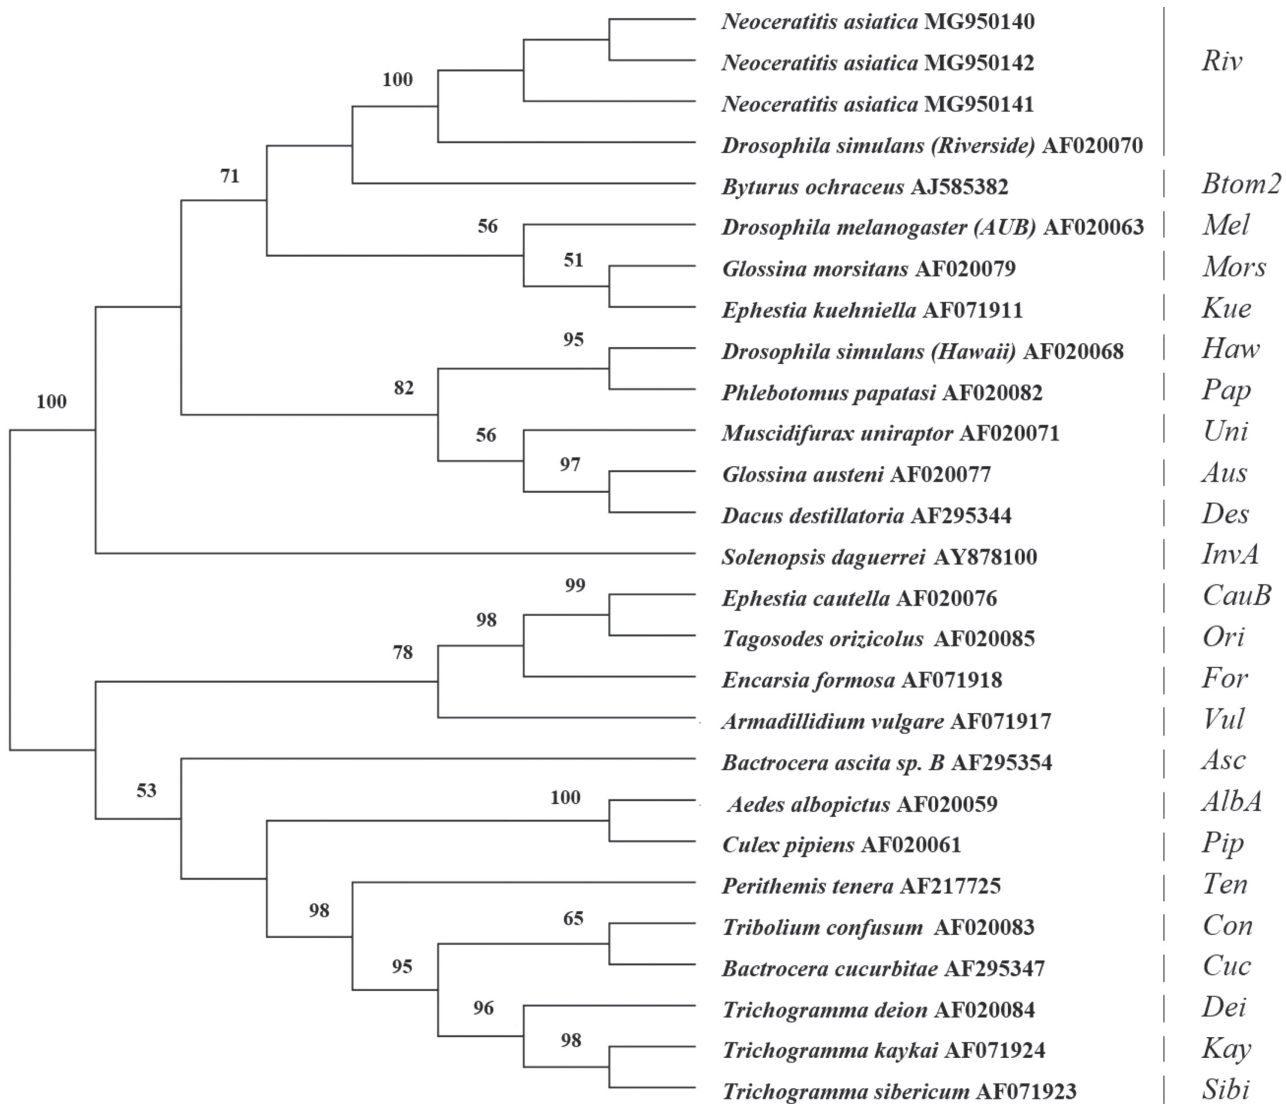 Neoceratitis asiatica MG950140
Neoceratitis asiatica MG950142
Riv
100
Neoceratitis asiatica MG950141
Drosophila simulans (Riverside) AF020070
71
Byturus ochraceus AJ585382
Btom2
56
Drosophila melanogaster (AUB) AF020063
Mel
51
Glossina morsitans AF020079
Mors
Ephestia kuehniella AF071911
Kue
95
Drosophila simulans (Hawaii) AF020068
Haw
82
Phlebotomus papatasi AF020082
Pap
100
56
Muscidifurax uniraptor AF020071
Uni
97
Glossina austeni AF020077
Aus
Dacus destillatoria AF295344
Des
Solenopsis daguerrei AY878100
InvA
99
Ephestia cautella AF020076
CauB
98
Tagosodes orizicolus AF020085
Ori
78
Encarsia formosa AF071918
For
Armadillidium vulgare AF071917
Vul
Bactrocera ascita sp. B AF295354
Asc
53
100
Aedes albopictus AF020059
AlbA
Culex pipiens AF020061
Pip
Perithemis tenera AF217725
Ten
98
65
Tribolium confusum AF020083
Con
95
Bactrocera cucurbitae AF295347
Cuc
96
Trichogramma deion AF020084
Dei
98
Trichogramma kaykai AF071924
Kay
Trichogramma sibericum AF071923
Sibi